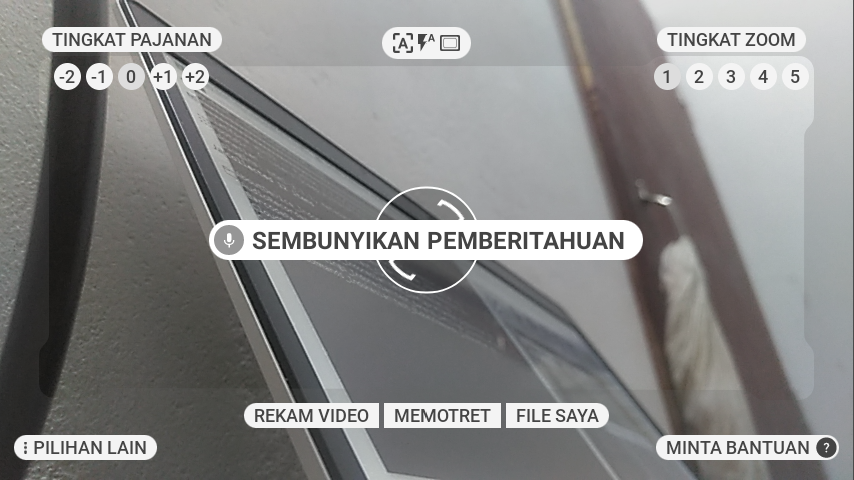 TINGKAT PAJANAN
-2 -1 0 +1 +2
A A
TINGKAT ZOOM
1 2 3 4 5
SEMBUNYIKAN PEMBERITAHUAN
REKAM VIDEO MEMOTRET FILE SAYA
PILIHAN LAIN
MINTA BANTUAN ?